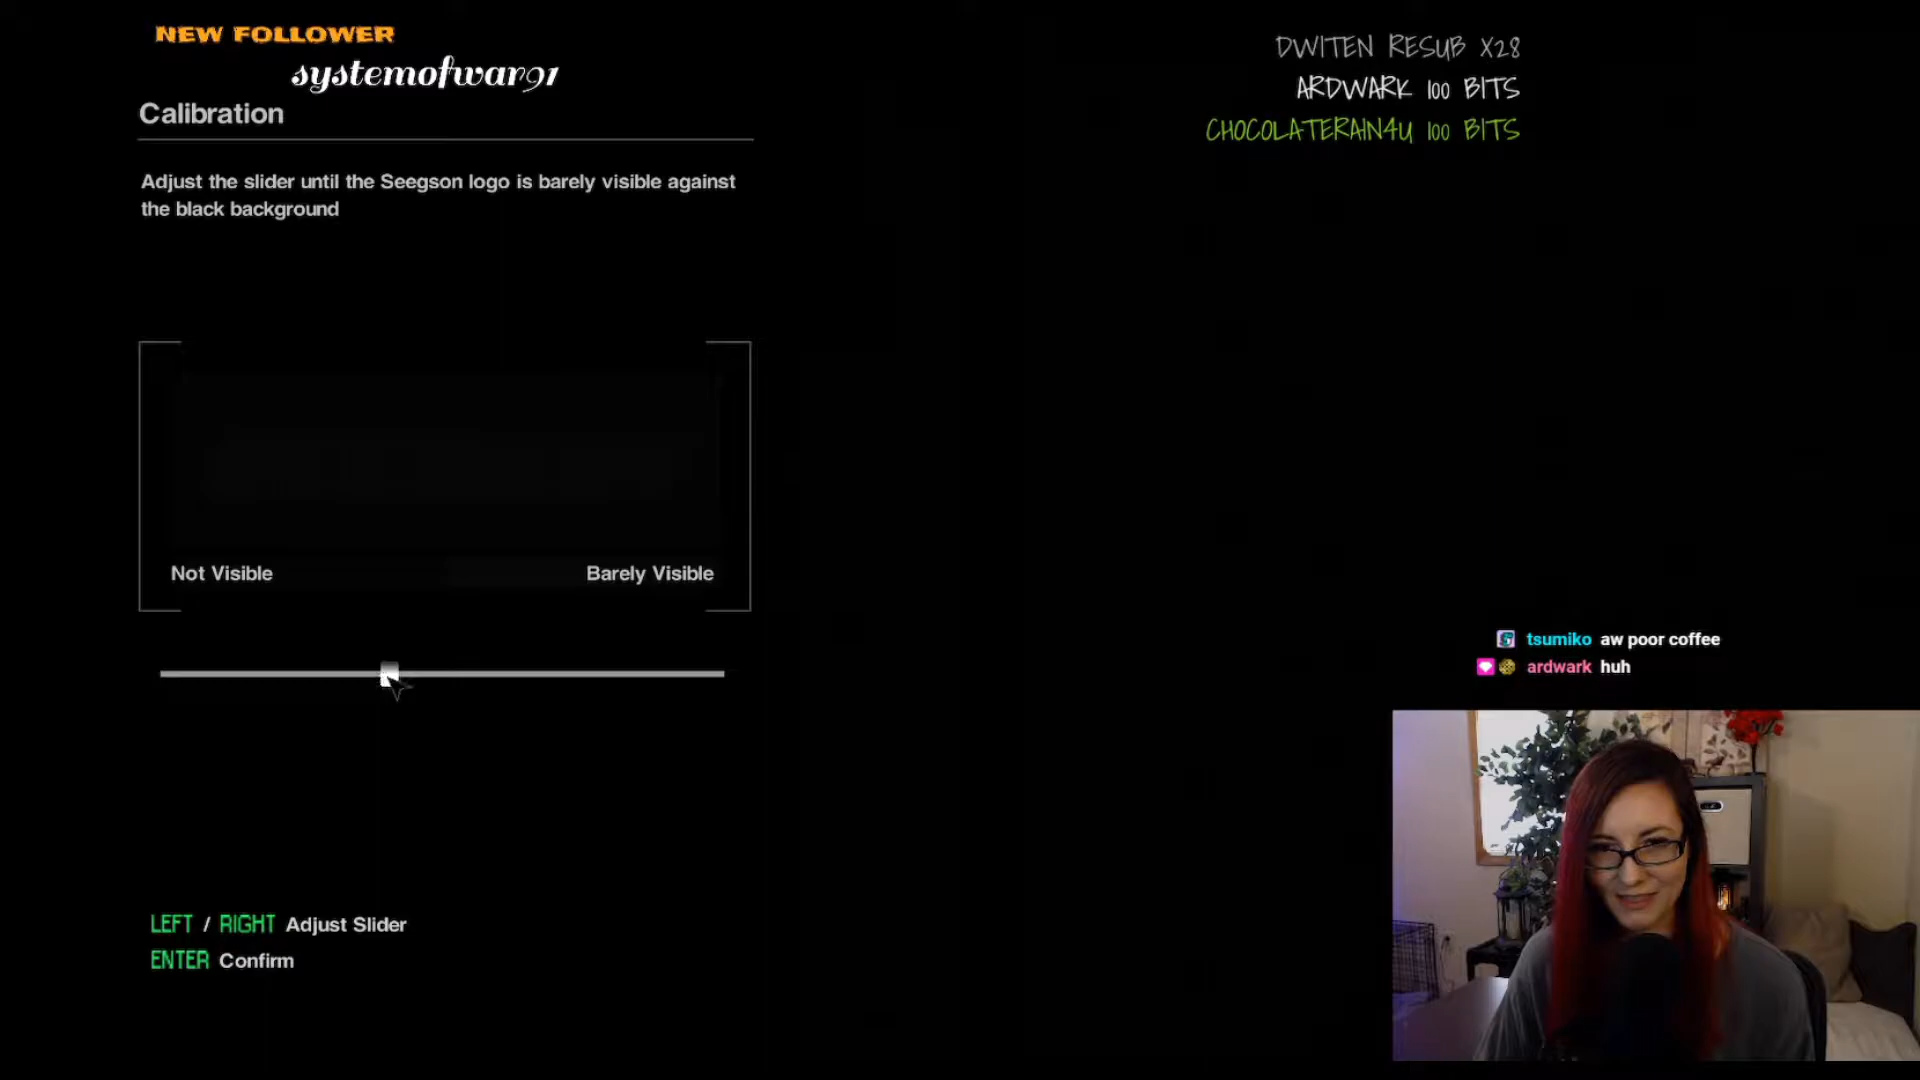 NEW FOLLOWER
systemofwar91
DWITEN RESUB X28
ARDWARK 100 BITS
CHOCOLATERAIN4U 100 BITS
Calibration
Adjust the slider until the Seegson logo is barely visible against
the black background
Not Visible
Barely Visible
tsumiko aw poor coffee
ardwark huh
LEFT / RIGHT Adjust Slider
ENTER Confirm